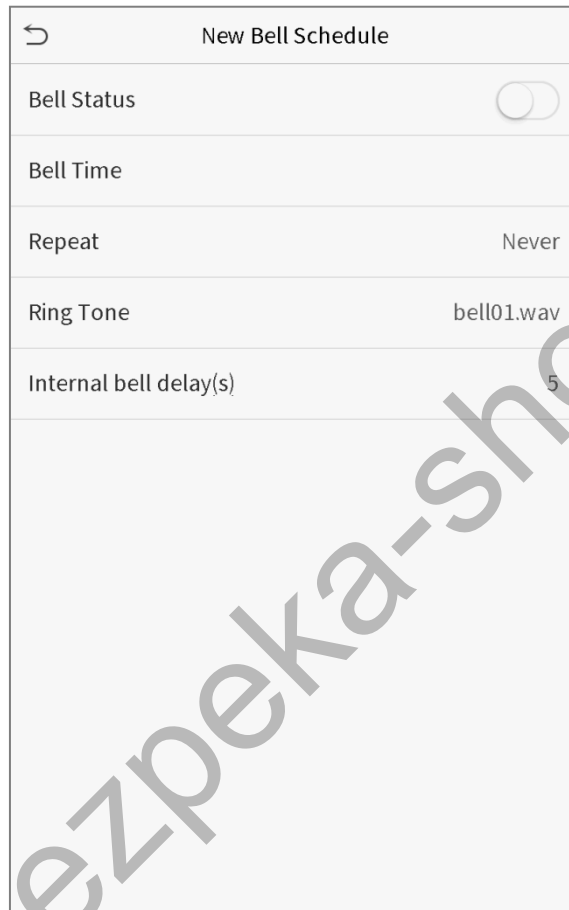 New Bell Schedule
Bell Status
Bell Time
Repeat Never
Ring Tone bell01.wav
Internal bell delay(s) 5
ezpeka-sho